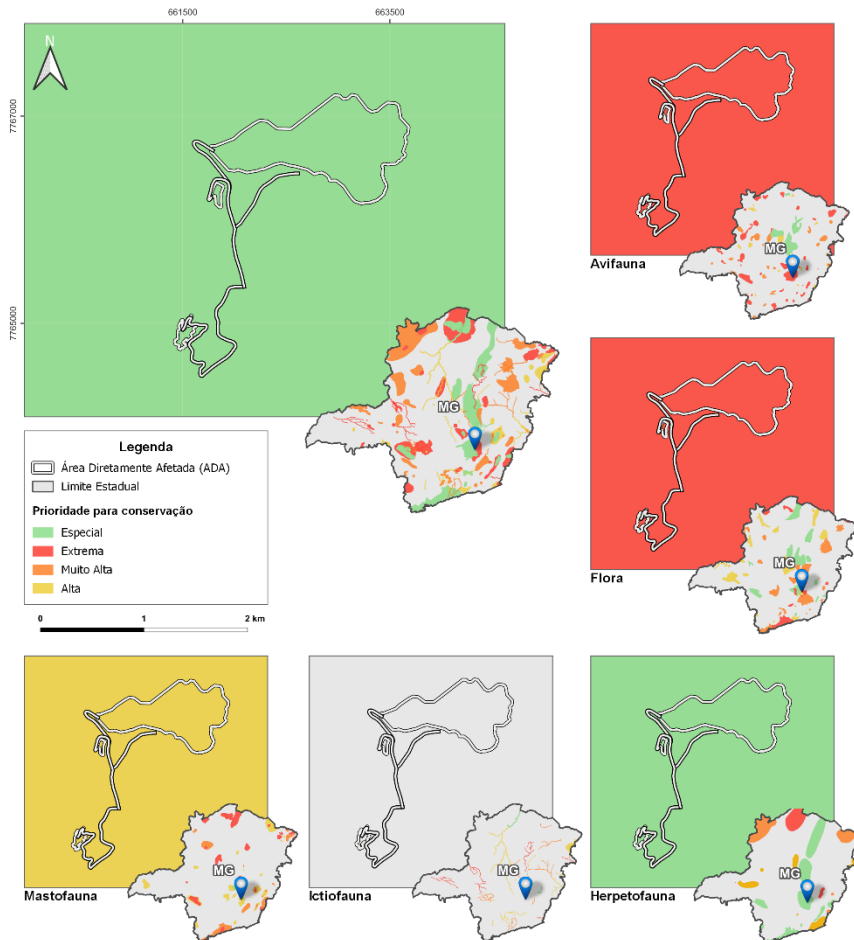 661500
663500
N
7767000
7765000
MG
Avifauna
MG
Legenda
Área Diretamente Afetada (ADA)
Limite Estadual
Prioridade para conservação
Especial
Extrema
Muito Alta
Alta
0 1 2 km
MG
Flora
MG
Mastofauna
MG
Ictiofauna
MG
Herpetofauna